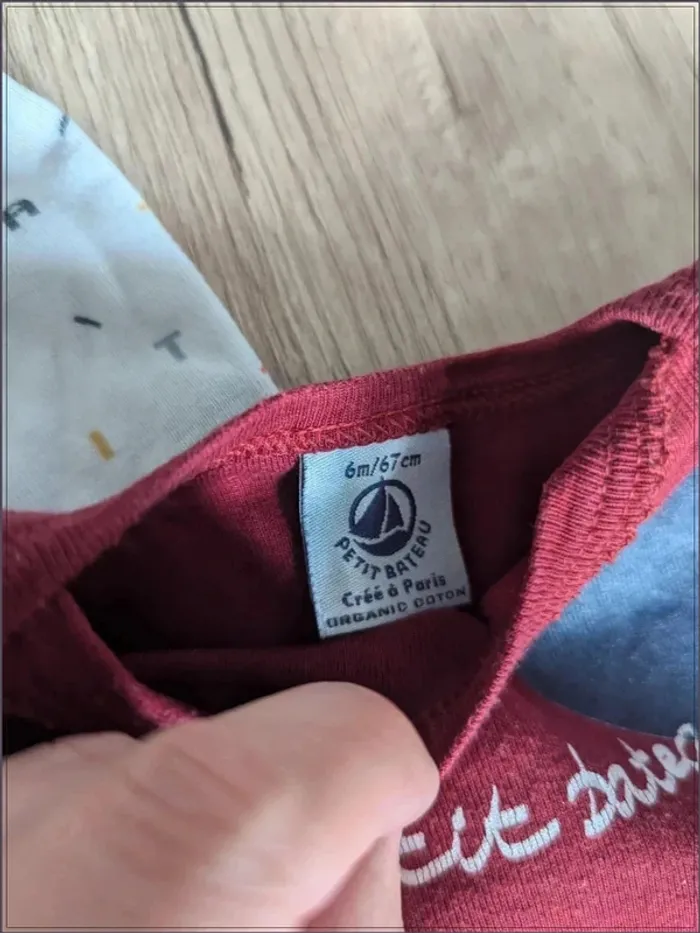 A
T
6m/67cm
PETIT BATEAU
Créé à Paris
ORGANIC COTON